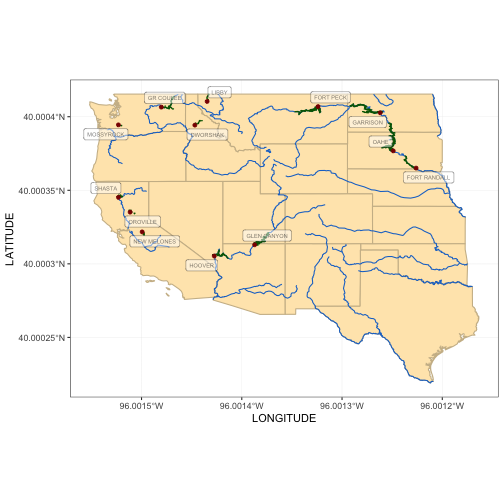 LIBBY
GR COULEE
FORT PECK
GARRISON
MOSSYROCK
DWORSHAK
OAHE
FORT RANDALL
SHASTA
OROVILLE
NEW MELONES
GLEN CANYON
HOOVER
40.0004°N
40.00035°N
40.0003°N
40.00025°N
96.0015°W
96.0014°W
96.0013°W
96.0012°W
LATITUDE
LONGITUDE